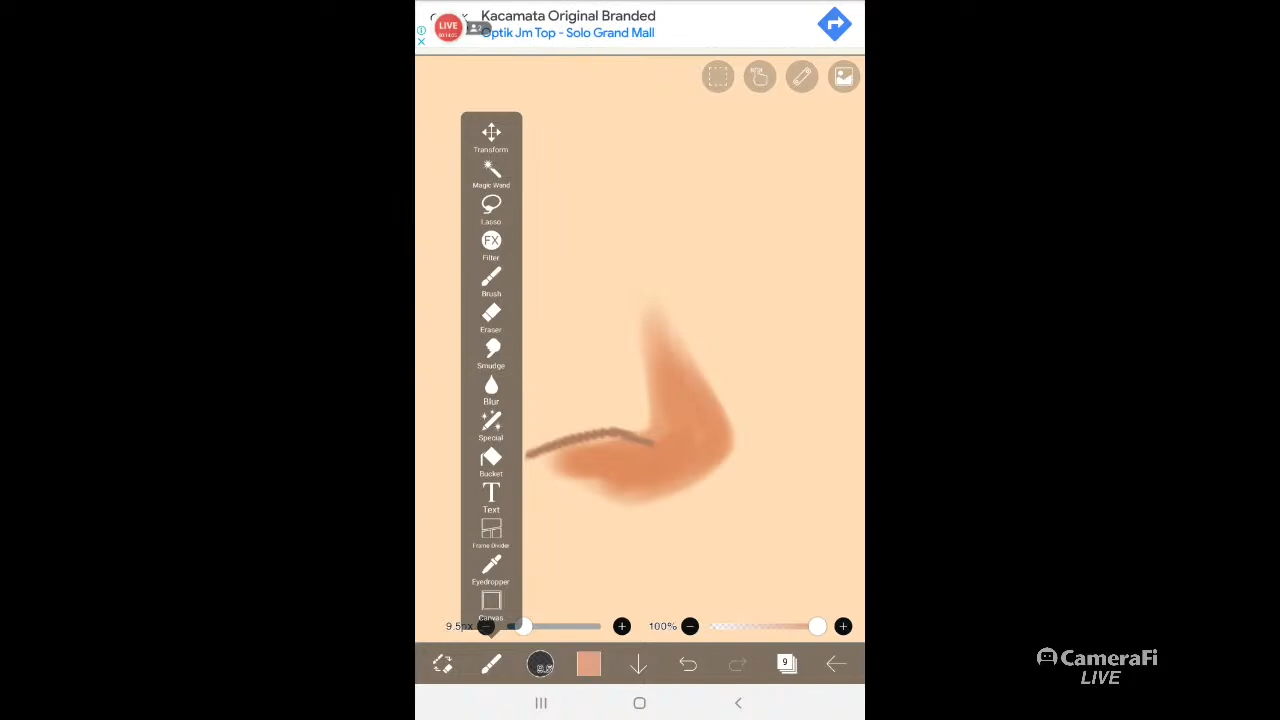 Kacamata Original Branded
LIVE
Optik Jm Top - Solo Grand Mall
Transform
Magic Wand
Lasso
FX
Filter
Brush
Eraser
Smudge
Blur
Special
Bucket
T
Text
Frame Divider
Eyedropper
Canvas
9.5px
100%
9
CameraFi
LIVE